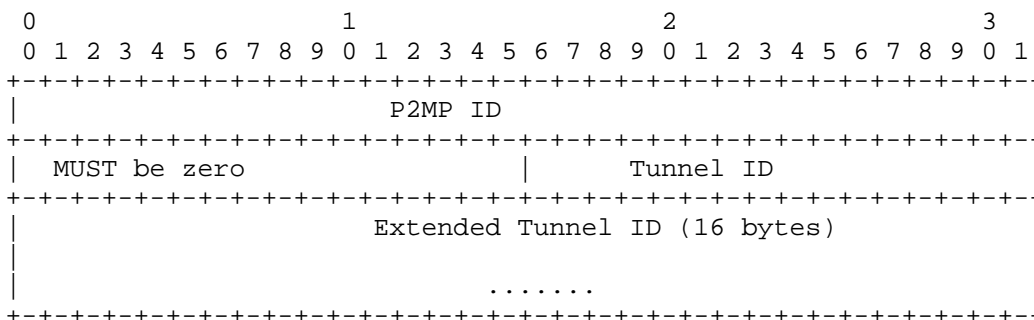 0                   1                   2                   3
 0 1 2 3 4 5 6 7 8 9 0 1 2 3 4 5 6 7 8 9 0 1 2 3 4 5 6 7 8 9 0 1
+-+-+-+-+-+-+-+-+-+-+-+-+-+-+-+-+-+-+-+-+-+-+-+-+-+-+-+-+-+-+-+-
|                       P2MP ID
+-+-+-+-+-+-+-+-+-+-+-+-+-+-+-+-+-+-+-+-+-+-+-+-+-+-+-+-+-+-+-+-
|  MUST be zero                 |      Tunnel ID
+-+-+-+-+-+-+-+-+-+-+-+-+-+-+-+-+-+-+-+-+-+-+-+-+-+-+-+-+-+-+-+-
|                      Extended Tunnel ID (16 bytes)
|
|                             .......
+-+-+-+-+-+-+-+-+-+-+-+-+-+-+-+-+-+-+-+-+-+-+-+-+-+-+-+-+-+-+-+-